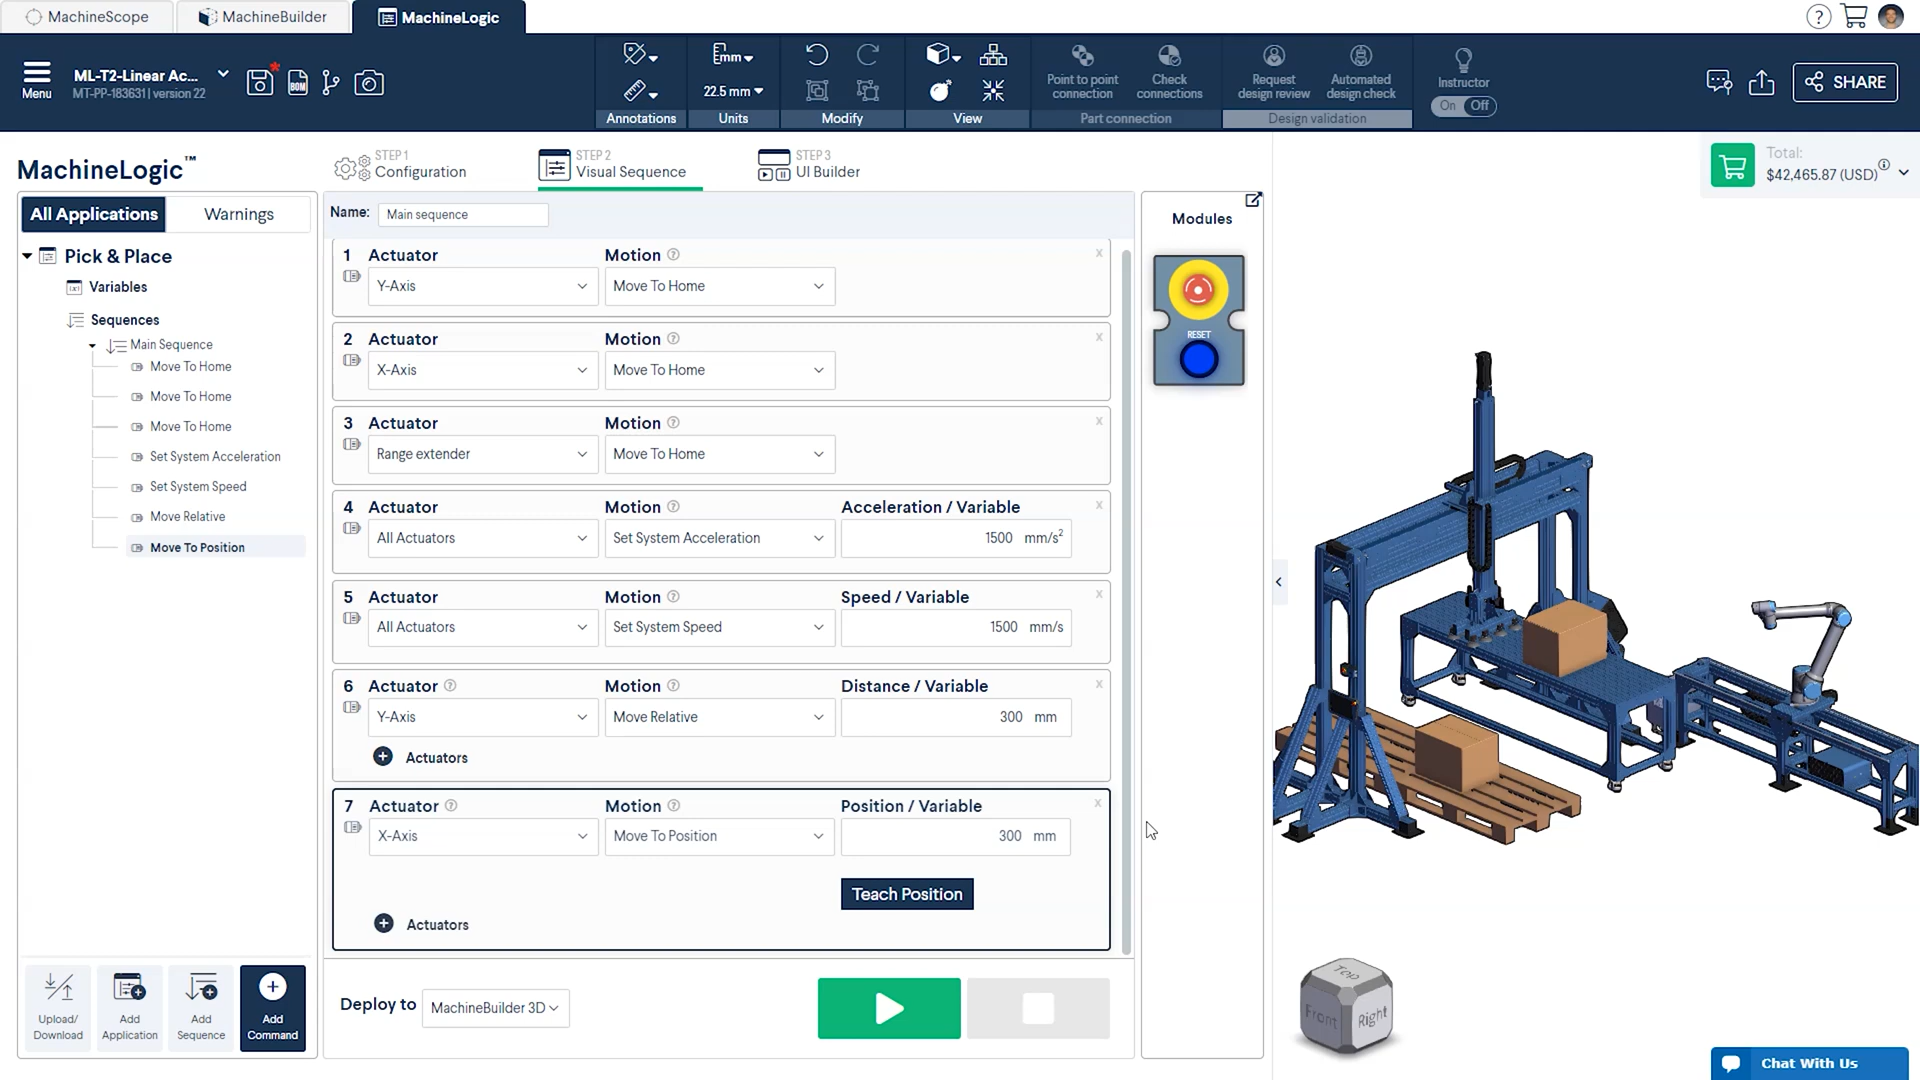 MachineScope
MachineBuilder
MachineLogic
Menu
ML-T2-Linear Ac...
MT-PP-183631 | version 22
BOM
mm
22.5 mm
Annotations
Units
Modify
View
Point to point
connection
Check
connections
Part connection
Request
design review
Automated
design check
Design validation
Instructor
On Off
SHARE
MachineLogic™
STEP 1
Configuration
STEP 2
Visual Sequence
STEP 3
UI Builder
Total:
$42,465.87 (USD)
All Applications
Warnings
Pick & Place
Variables
Sequences
Main Sequence
Move To Home
Move To Home
Move To Home
Set System Acceleration
Set System Speed
Move Relative
Move To Position
Name: Main sequence
1 Actuator Motion
Y-Axis Move To Home
2 Actuator Motion
X-Axis Move To Home
3 Actuator Motion
Range extender Move To Home
4 Actuator Motion Acceleration / Variable
All Actuators Set System Acceleration 1500 mm/s²
5 Actuator Motion Speed / Variable
All Actuators Set System Speed 1500 mm/s
6 Actuator Motion Distance / Variable
Y-Axis Move Relative 300 mm
Actuators
7 Actuator Motion Position / Variable
X-Axis Move To Position 300 mm
Teach Position
Actuators
Modules
RESET
Upload/
Download
Add
Application
Add
Sequence
Add
Command
Deploy to MachineBuilder 3D
Top
Front
Right
Chat With Us